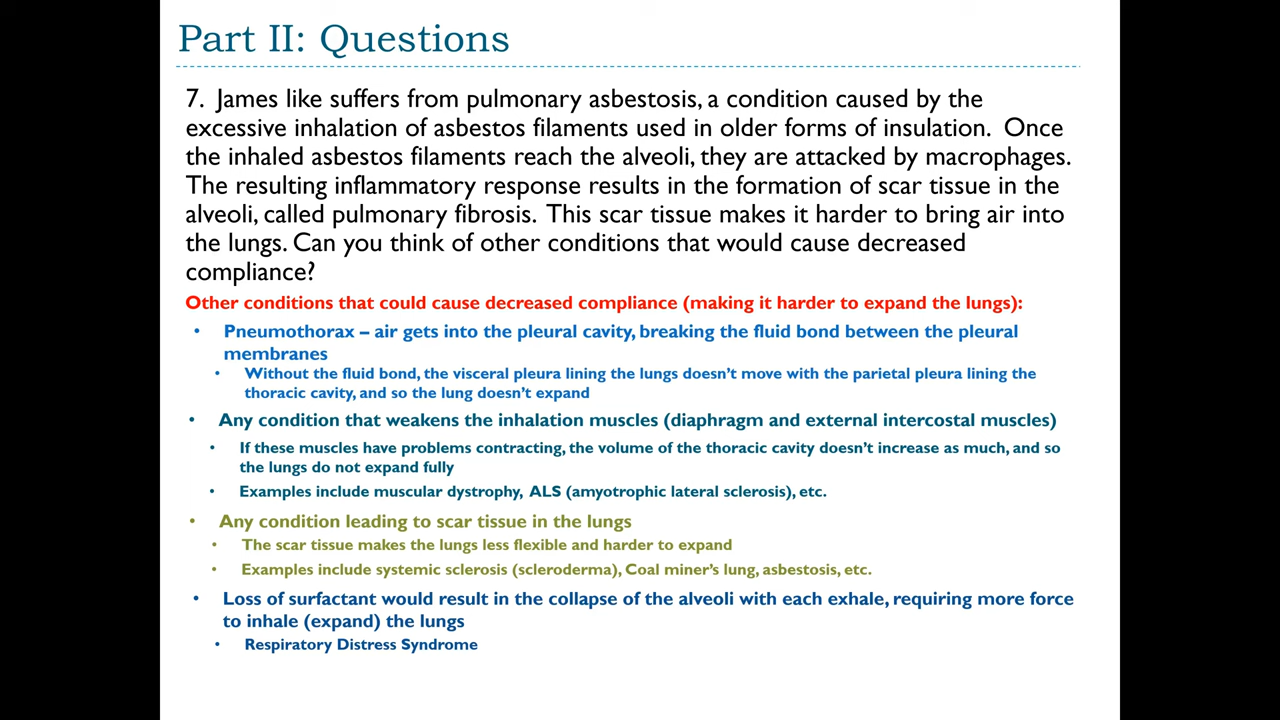 Part II: Questions
7. James like suffers from pulmonary asbestosis, a condition caused by the
excessive inhalation of asbestos filaments used in older forms of insulation. Once
the inhaled asbestos filaments reach the alveoli, they are attacked by macrophages.
The resulting inflammatory response results in the formation of scar tissue in the
alveoli, called pulmonary fibrosis. This scar tissue makes it harder to bring air into
the lungs. Can you think of other conditions that would cause decreased
compliance?
Other conditions that could cause decreased compliance (making it harder to expand the lungs):
• Pneumothorax – air gets into the pleural cavity, breaking the fluid bond between the pleural
membranes
• Without the fluid bond, the visceral pleura lining the lungs doesn’t move with the parietal pleura lining the
thoracic cavity, and so the lung doesn’t expand
• Any condition that weakens the inhalation muscles (diaphragm and external intercostal muscles)
• If these muscles have problems contracting, the volume of the thoracic cavity doesn’t increase as much, and so
the lungs do not expand fully
• Examples include muscular dystrophy, ALS (amyotrophic lateral sclerosis), etc.
• Any condition leading to scar tissue in the lungs
• The scar tissue makes the lungs less flexible and harder to expand
• Examples include systemic sclerosis (scleroderma), Coal miner’s lung, asbestosis, etc.
• Loss of surfactant would result in the collapse of the alveoli with each exhale, requiring more force
to inhale (expand) the lungs
• Respiratory Distress Syndrome